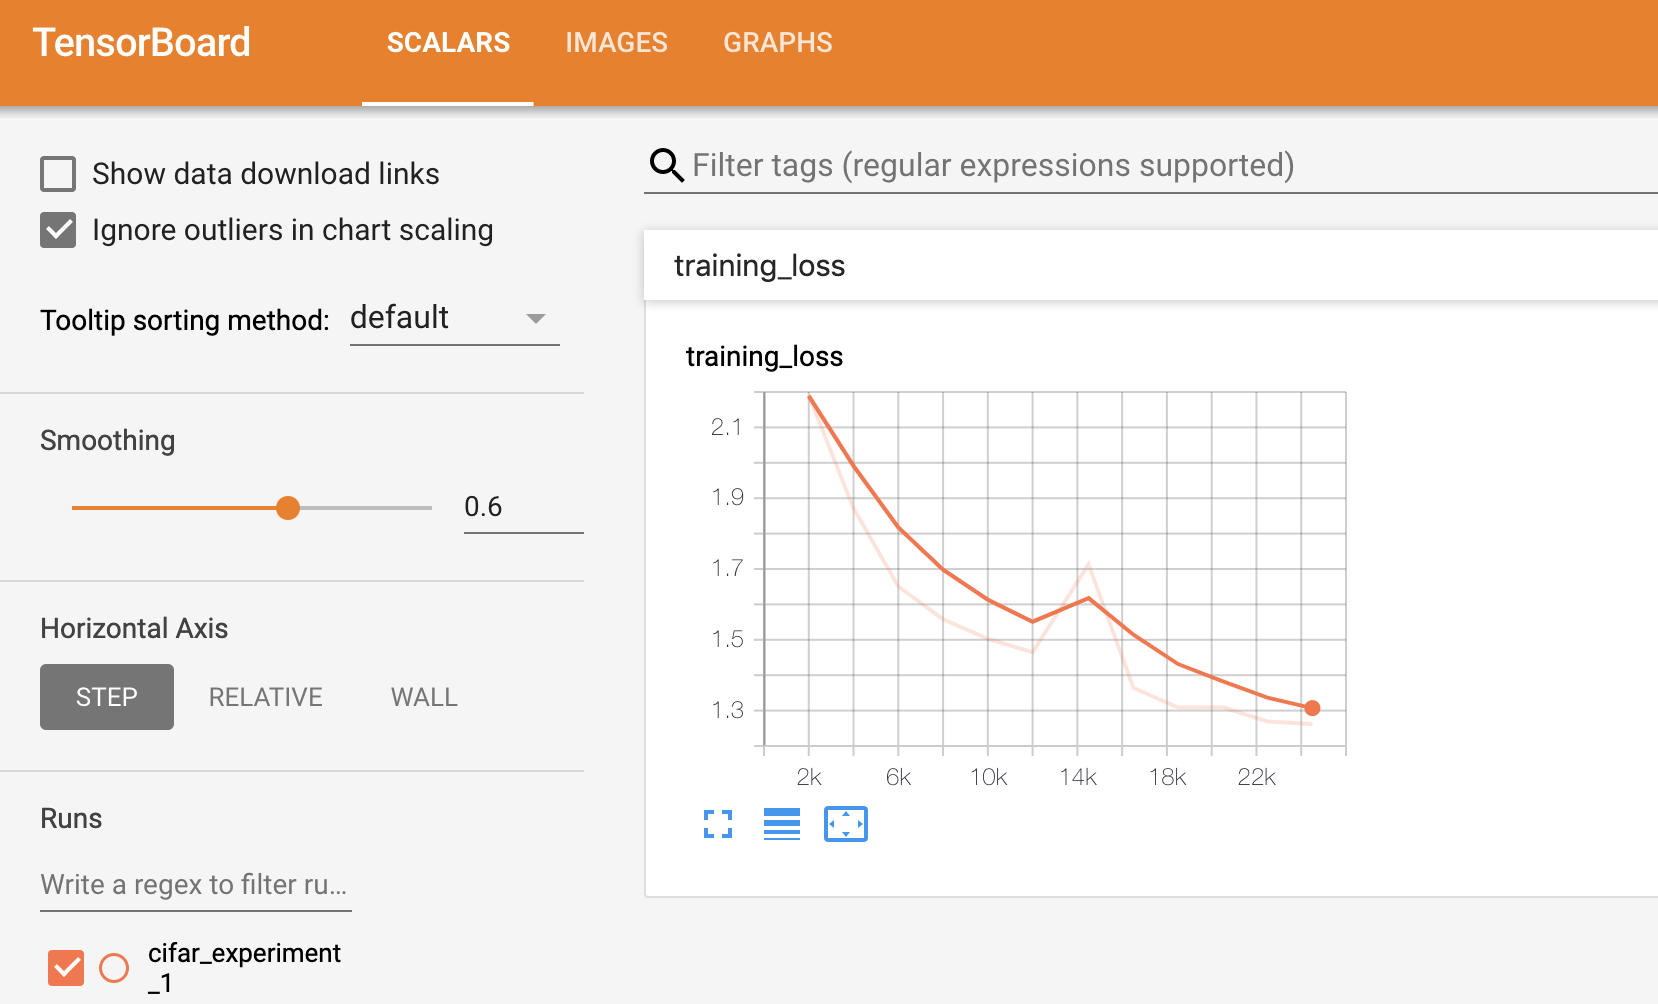 TensorBoard SCALARS IMAGES GRAPHS
Show data download links
Ignore outliers in chart scaling
Tooltip sorting method: default
Smoothing
0.6
Horizontal Axis
STEP RELATIVE WALL
Runs
Write a regex to filter ru...
cifar_experiment
_1
Filter tags (regular expressions supported)
training_loss
training_loss
2.1
1.9
1.7
1.5
1.3
2k 6k 10k 14k 18k 22k